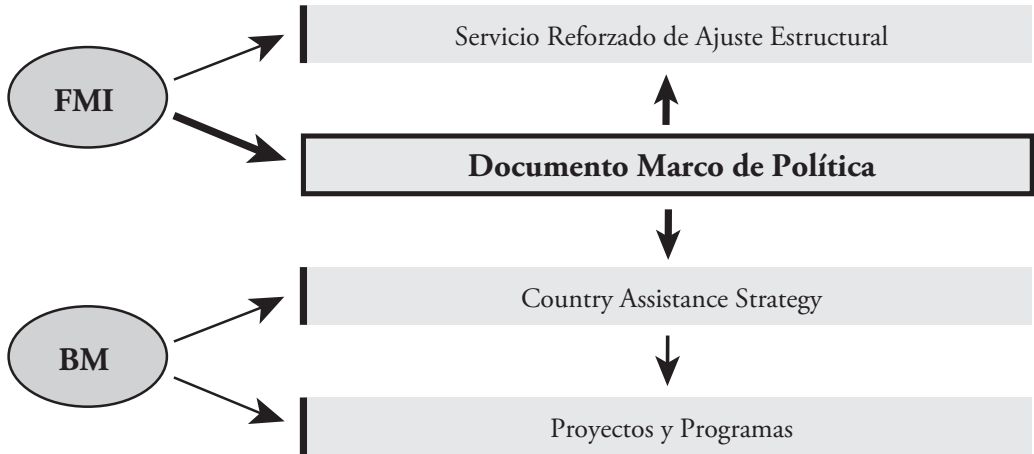 Servicio Reforzado de Ajuste Estructural
FMI
Documento Marco de Política
Country Assistance Strategy
BM
Proyectos y Programas